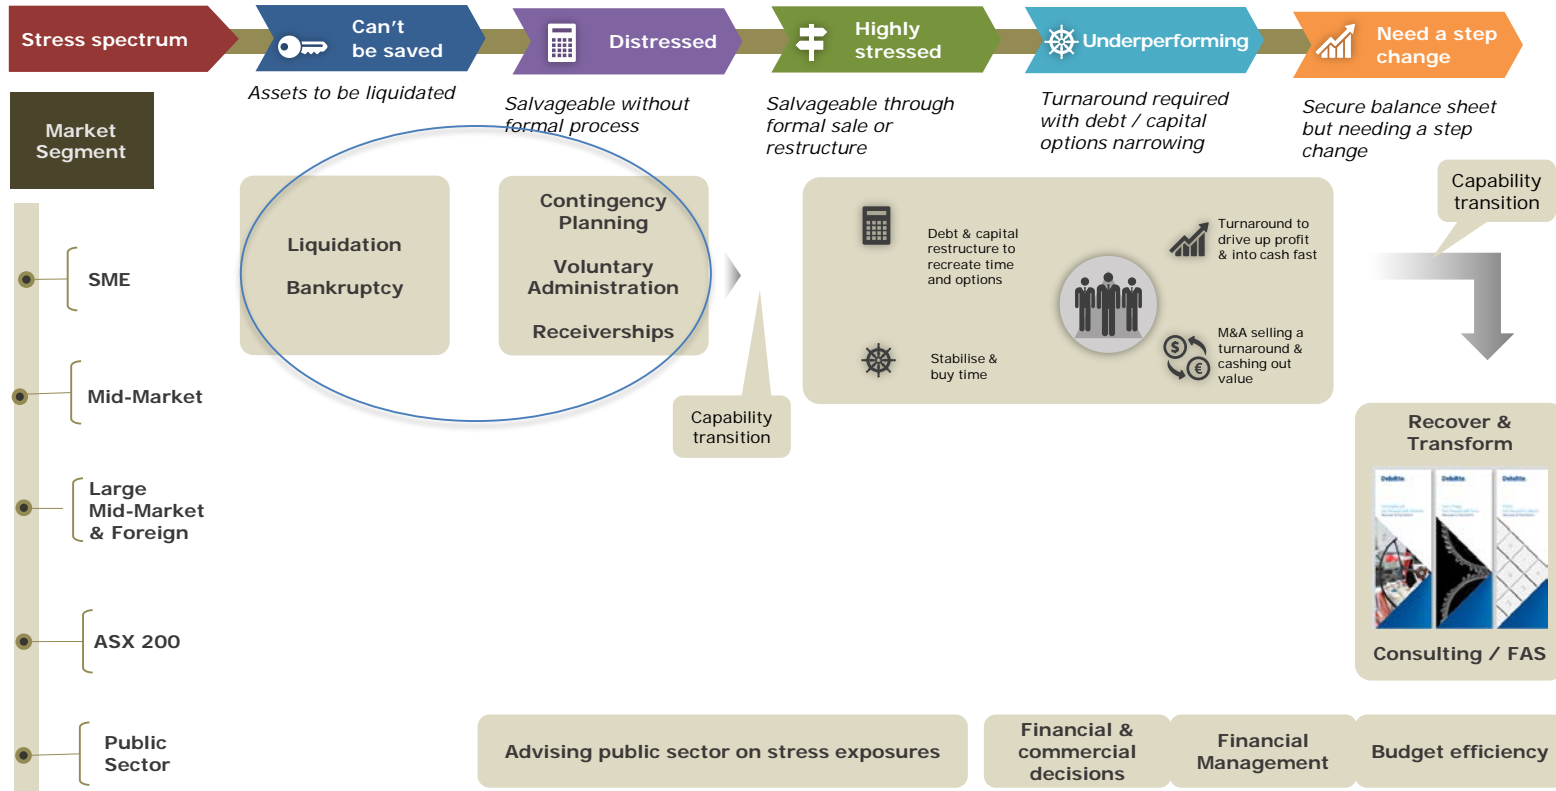 Stress spectrum
Can't
be saved
Distressed
Highly
stressed
Underperforming
Need a step
change
Assets to be liquidated
Salvageable without
formal process
Salvageable through
formal sale or
restructure
Turnaround required
with debt / capital
options narrowing
Secure balance sheet
but needing a step
change
Market
Segment
Capability
transition
Liquidation
Bankruptcy
Contingency
Planning
Voluntary
Administration
Receiverships
Debt & capital
restructure to
recreate time
and options
Turnaround to
drive up profit
& into cash fast
Stabilise &
buy time
$
€
M&A selling a
turnaround &
cashing out
value
Capability
transition
SME
Mid-Market
Large
Mid-Market
& Foreign
ASX 200
Public
Sector
Recover &
Transform
Deloitte
Deloitte
Deloitte
Consulting / FAS
Advising public sector on stress exposures
Financial &
commercial
decisions
Financial
Management
Budget efficiency